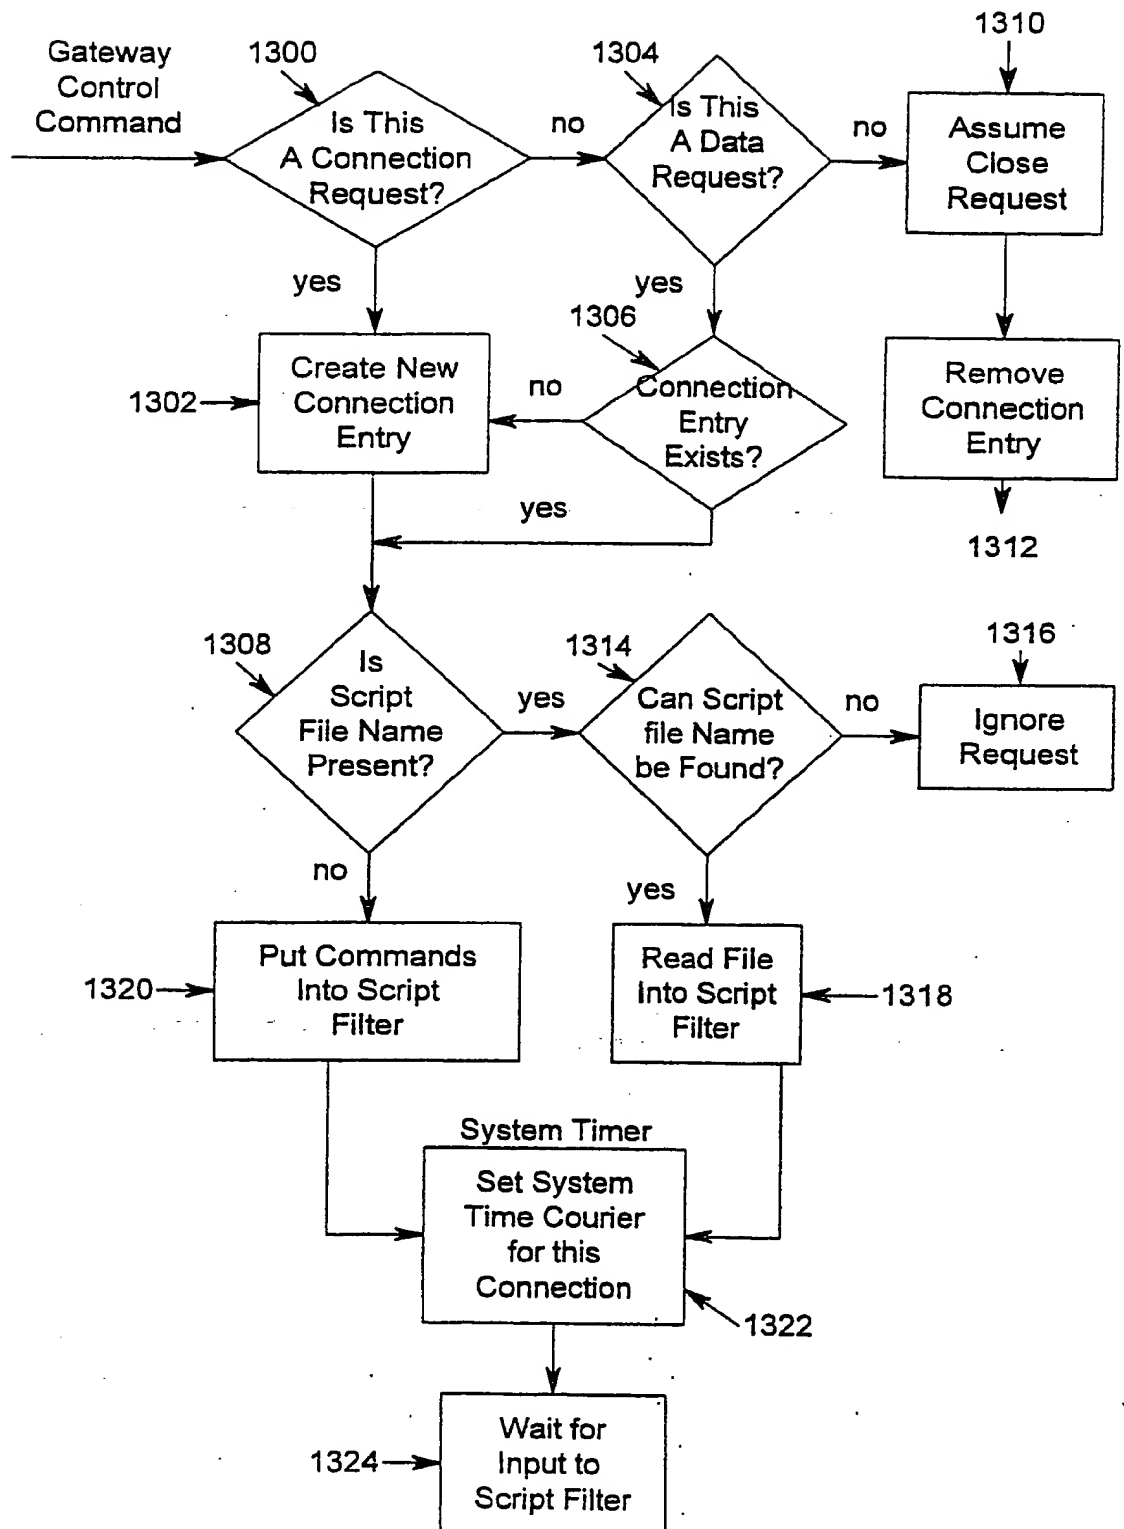 Gateway
Control
Command
1300
Is This
A Connection
Request?
no
1304
Is This
A Data
Request?
no
1310
Assume
Close
Request
yes
yes
1306
1302
Create New
Connection
Entry
no
Connection
Entry
Exists?
Remove
Connection
Entry
yes
1312
1308
Is
Script
File Name
Present?
yes
1314
Can Script
file Name
be Found?
no
1316
Ignore
Request
no
yes
1320
Put Commands
Into Script
Filter
Read File
Into Script
Filter
1318
System Timer
Set System
Time Courier
for this
Connection
1322
1324
Wait for
Input to
Script Filter